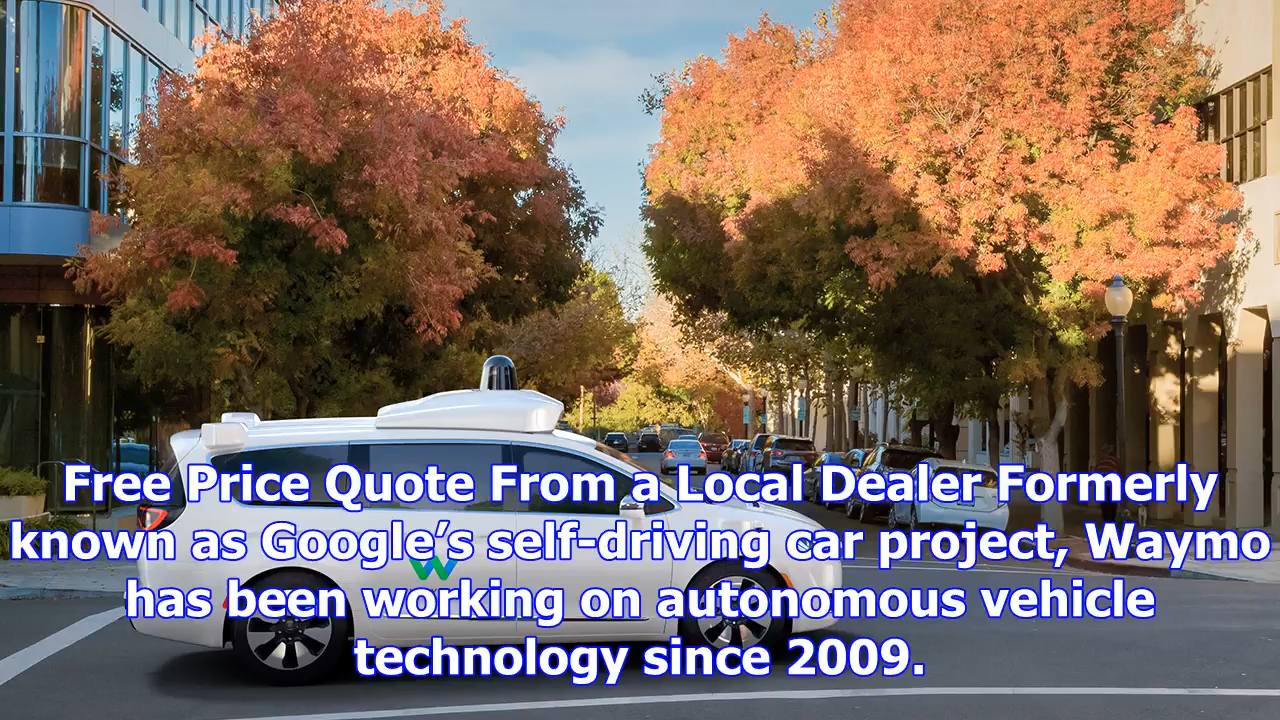 Free Price Quote From a Local Dealer Formerly
known as Google’s self-driving car project, Waymo
has been working on autonomous vehicle
technology since 2009.